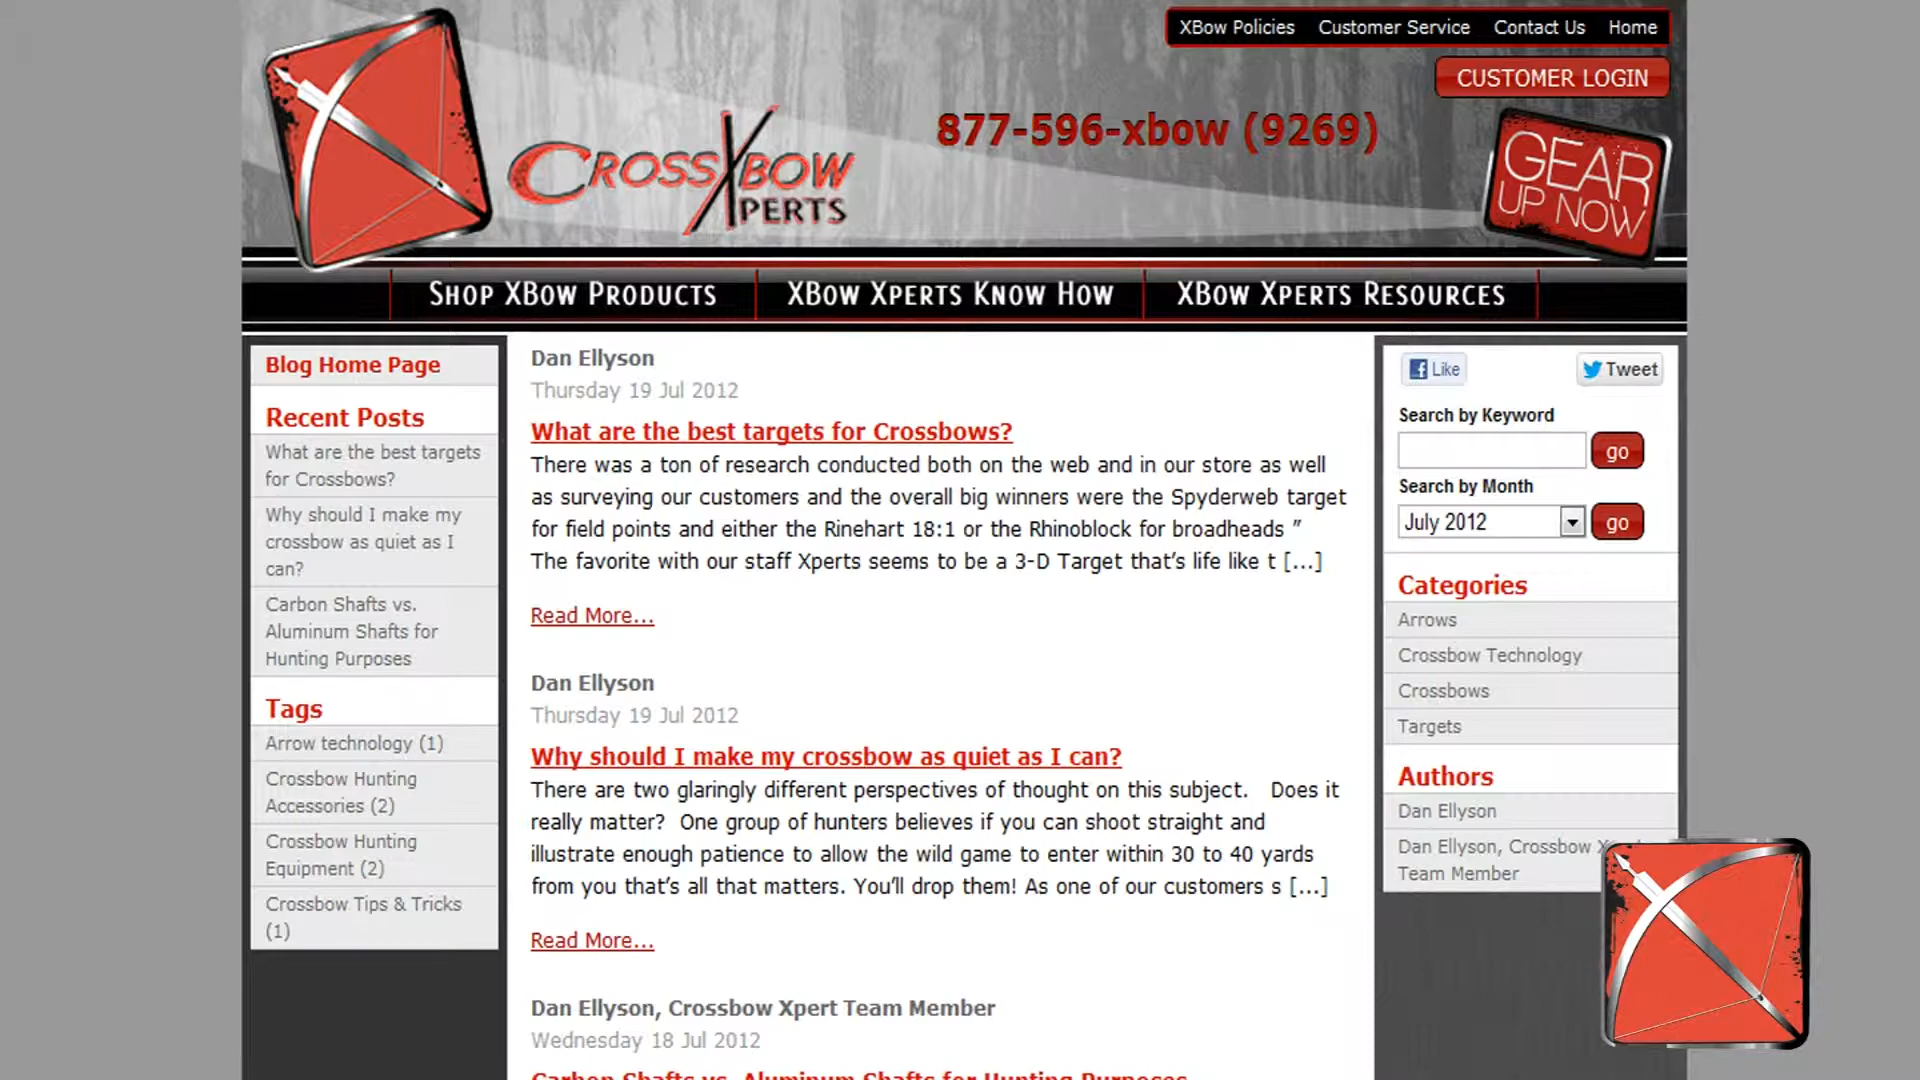 XBow Policies Customer Service Contact Us Home
CUSTOMER LOGIN
877-596-xbow (9269)
CROSSBOW
XPERTS
GEAR
UP NOW
SHOP XBOW PRODUCTS XBOW XPERTS KNOW HOW XBOW XPERTS RESOURCES
Blog Home Page
Recent Posts
What are the best targets
for Crossbows?
Why should I make my
crossbow as quiet as I
can?
Carbon Shafts vs.
Aluminum Shafts for
Hunting Purposes
Tags
Arrow technology (1)
Crossbow Hunting
Accessories (2)
Crossbow Hunting
Equipment (2)
Crossbow Tips & Tricks
(1)
Dan Ellyson
Thursday 19 Jul 2012
What are the best targets for Crossbows?
There was a ton of research conducted both on the web and in our store as well
as surveying our customers and the overall big winners were the Spyderweb target
for field points and either the Rinehart 18:1 or the Rhinoblock for broadheads ”
The favorite with our staff Xperts seems to be a 3-D Target that’s life like t [...]
Read More...
Dan Ellyson
Thursday 19 Jul 2012
Why should I make my crossbow as quiet as I can?
There are two glaringly different perspectives of thought on this subject. Does it
really matter? One group of hunters believes if you can shoot straight and
illustrate enough patience to allow the wild game to enter within 30 to 40 yards
from you that’s all that matters. You’ll drop them! As one of our customers s [...]
Read More...
Dan Ellyson, Crossbow Xpert Team Member
Wednesday 18 Jul 2012
Carbon Shafts vs. Aluminum Shafts for Hunting Purposes
Like Tweet
Search by Keyword
go
Search by Month
July 2012 go
Categories
Arrows
Crossbow Technology
Crossbows
Targets
Authors
Dan Ellyson
Dan Ellyson, Crossbow
Team Member